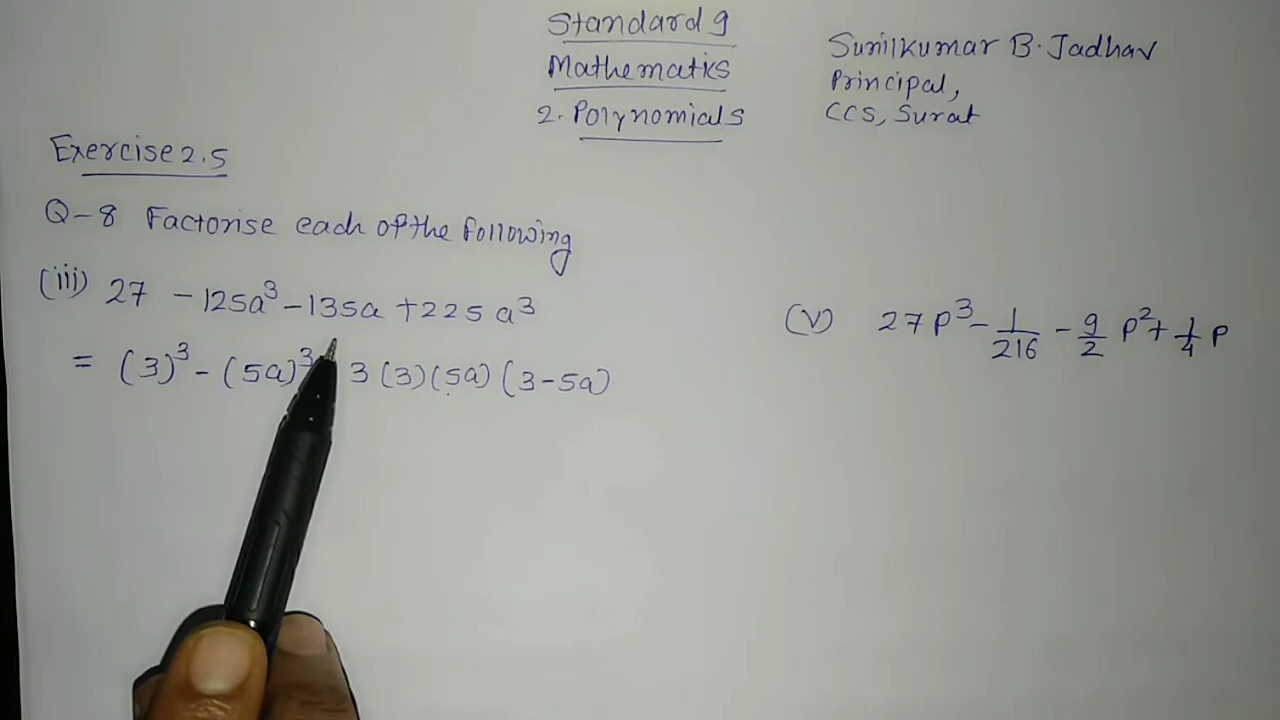 Standard 9
Mathematics
2. Polynomials
Sunilkumar B. Jadhav
Principal,
CCS, Surat
Exercise 2.5
Q-8 Factorise each of the following
(iii) 27 - 125a³ - 135a + 225a³
= (3)³ - (5a)³ 3(3)(5a)(3-5a)
(V) 27p³ - 1/216 - 9/2 p² + 1/4 p